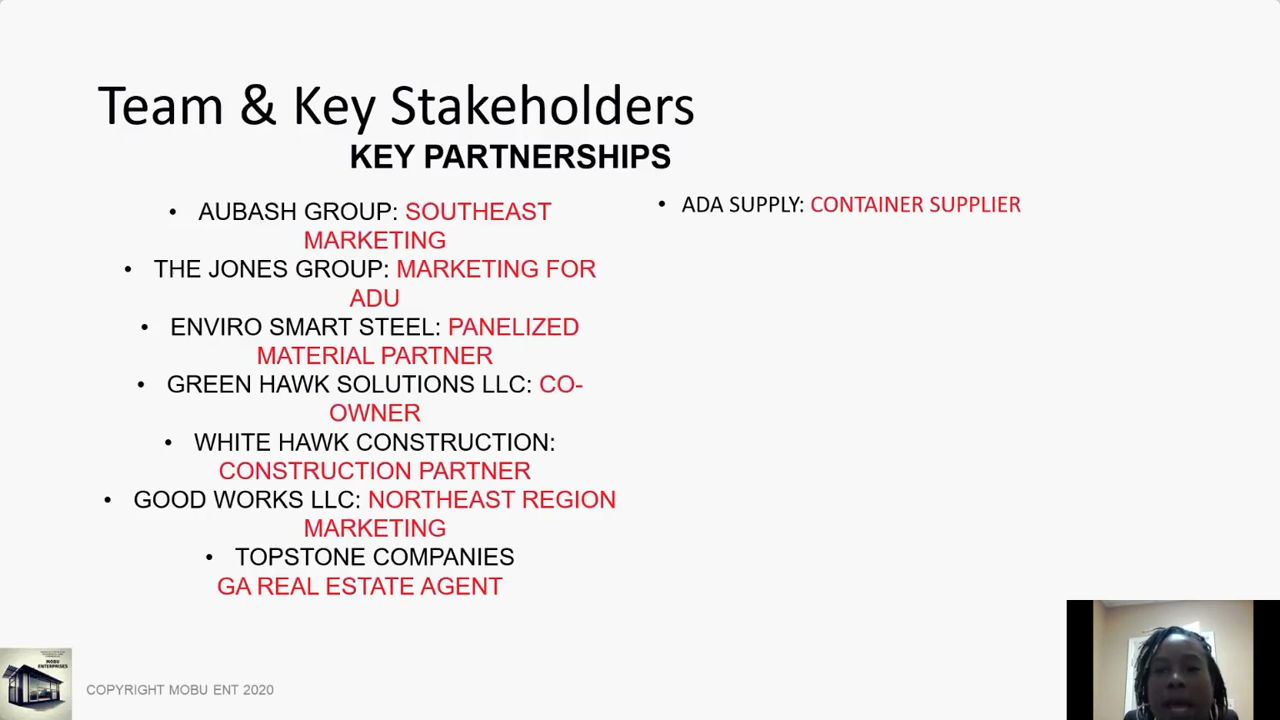 Team & Key Stakeholders
KEY PARTNERSHIPS
• AUBASH GROUP: SOUTHEAST
MARKETING
• THE JONES GROUP: MARKETING FOR
ADU
• ENVIRO SMART STEEL: PANELIZED
MATERIAL PARTNER
• GREEN HAWK SOLUTIONS LLC: CO-
OWNER
• WHITE HAWK CONSTRUCTION:
CONSTRUCTION PARTNER
• GOOD WORKS LLC: NORTHEAST REGION
MARKETING
• TOPSTONE COMPANIES
GA REAL ESTATE AGENT
• ADA SUPPLY: CONTAINER SUPPLIER
MOBU
ENTERPRISES
COPYRIGHT MOBU ENT 2020